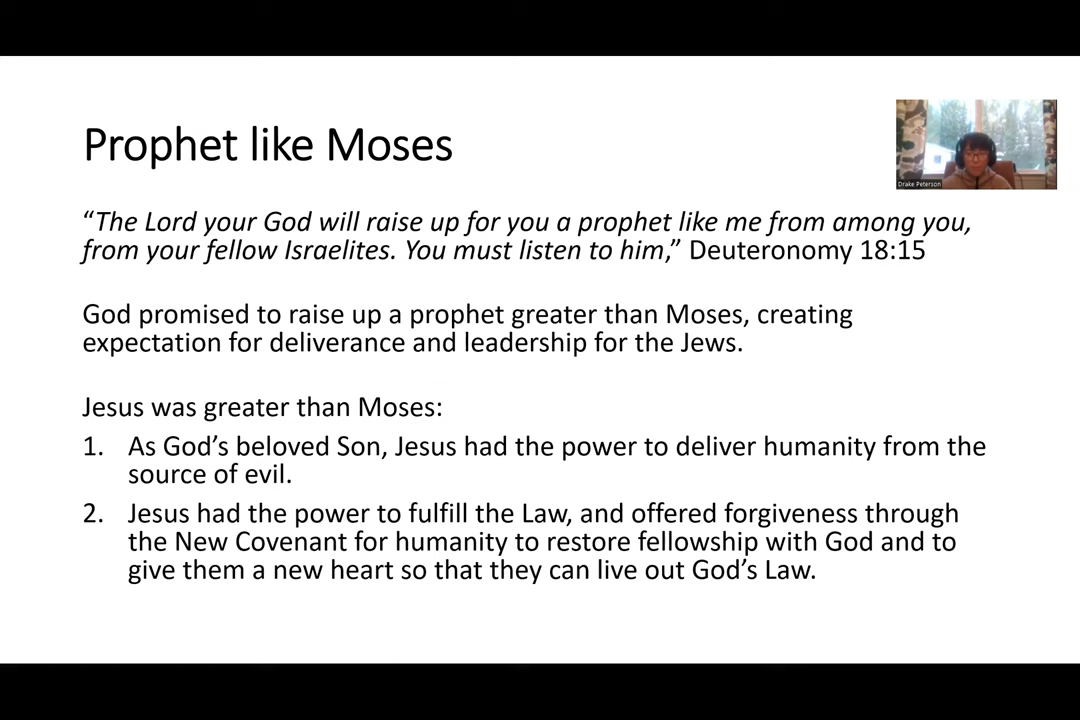 Prophet like Moses
Drake Peterson
“The Lord your God will raise up for you a prophet like me from among you,
from your fellow Israelites. You must listen to him,” Deuteronomy 18:15
God promised to raise up a prophet greater than Moses, creating
expectation for deliverance and leadership for the Jews.
Jesus was greater than Moses:
1. As God’s beloved Son, Jesus had the power to deliver humanity from the
source of evil.
2. Jesus had the power to fulfill the Law, and offered forgiveness through
the New Covenant for humanity to restore fellowship with God and to
give them a new heart so that they can live out God’s Law.